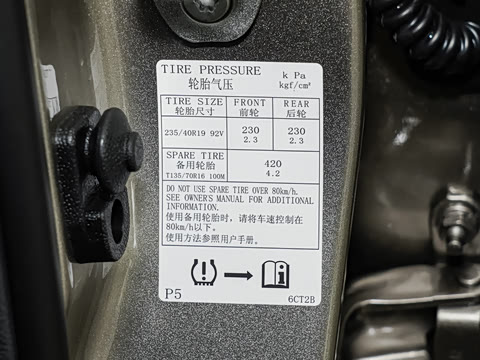 TIRE PRESSURE k Pa
轮胎气压 kgf/cm²
TIRE SIZE FRONT REAR
轮胎尺寸 前轮 后轮
235/40R19 92V 230 230
2.3 2.3
SPARE TIRE 420
备用轮胎 4.2
T135/70R16 100M
DO NOT USE SPARE TIRE OVER 80km/h.
SEE OWNER'S MANUAL FOR ADDITIONAL
INFORMATION.
使用备用轮胎时，请将车速控制在
80km/h以下。
使用方法参照用户手册。
P5 6CT2B